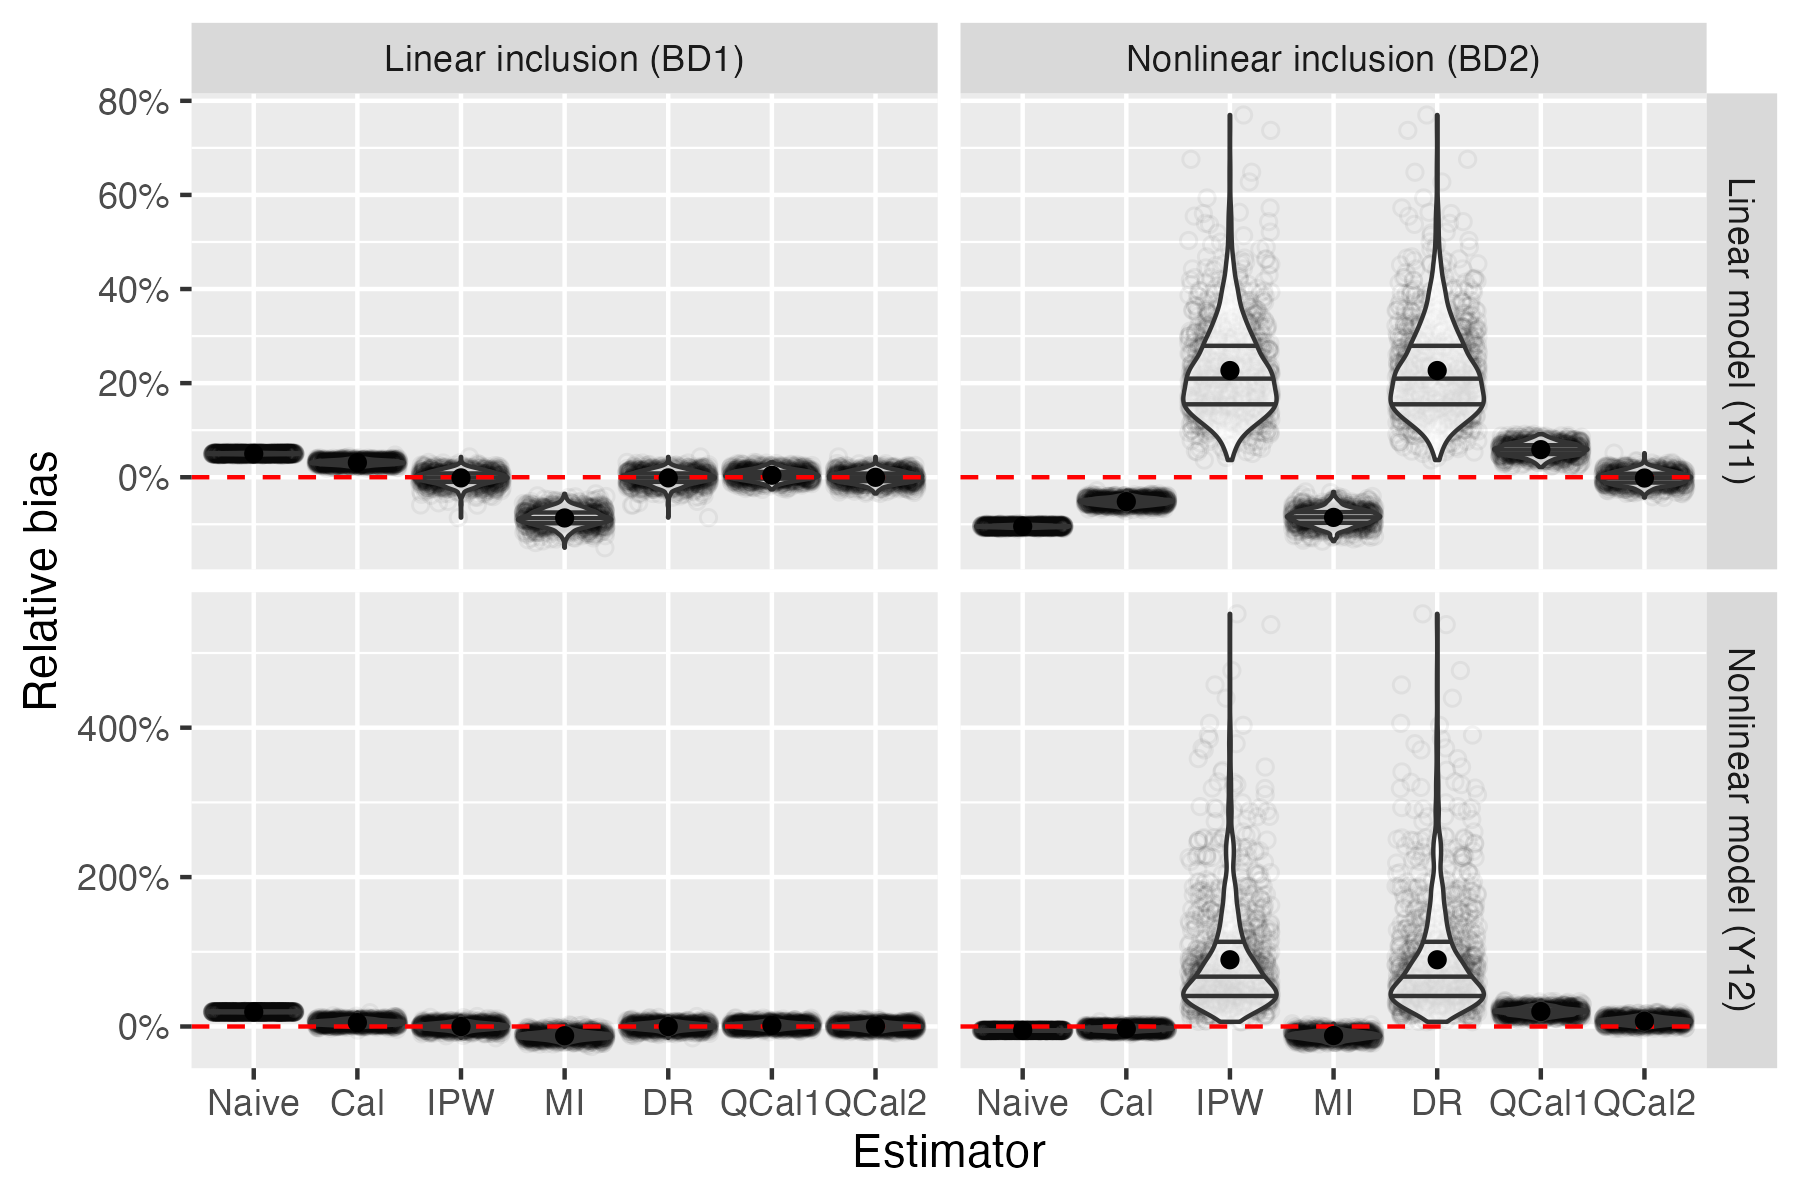 Linear inclusion (BD1)
Nonlinear inclusion (BD2)
80%
60%
40%
20%
0%
Linear model (Y11)
Relative bias
400%
200%
0%
Nonlinear model (Y12)
Naive Cal IPW MI DR QCal1 QCal2
Naive Cal IPW MI DR QCal1 QCal2
Estimator